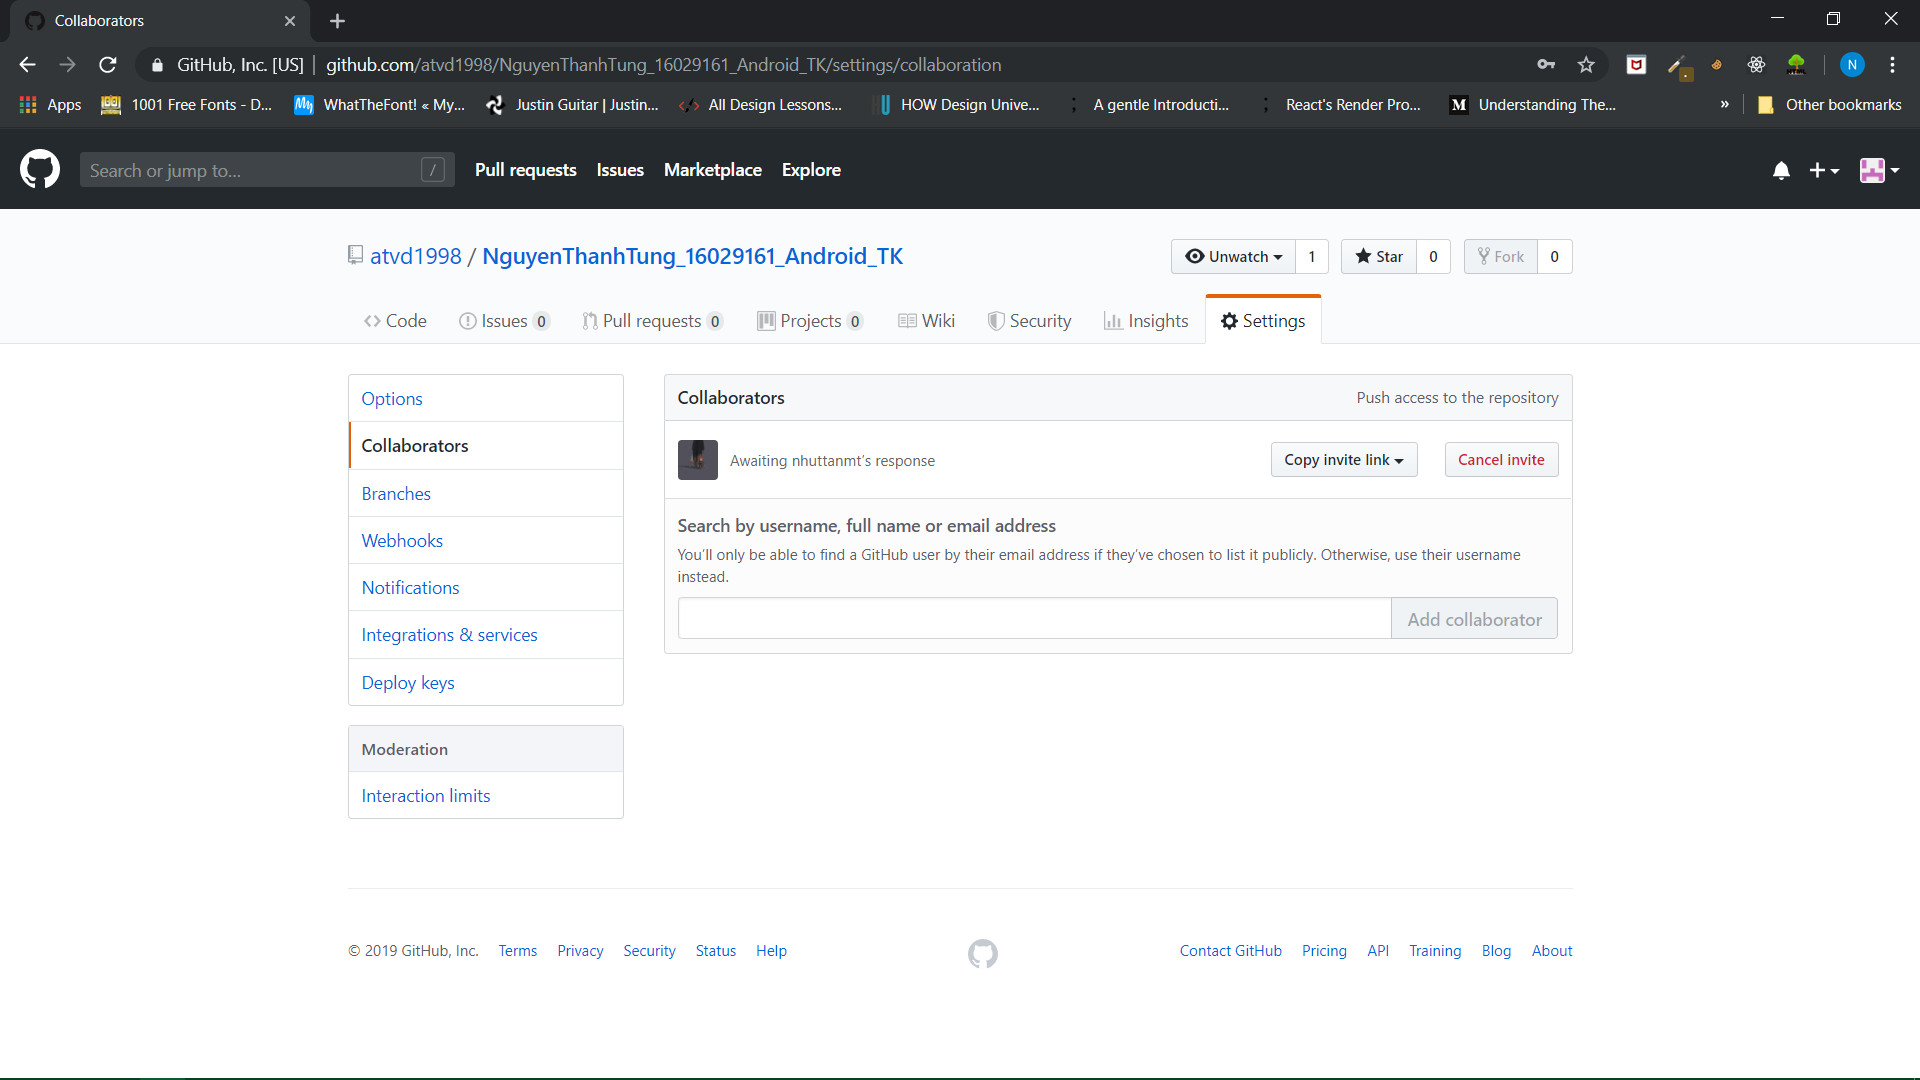 Collaborators
GitHub, Inc. [US] | github.com/atvd1998/NguyenThanhTung_16029161_Android_TK/settings/collaboration
N
Apps 1001 Free Fonts - D... WhatTheFont! « My... Justin Guitar | Justin... All Design Lessons... HOW Design Unive... A gentle Introducti... React's Render Pro... Understanding The... » Other bookmarks
Search or jump to... / Pull requests Issues Marketplace Explore
atvd1998 / NguyenThanhTung_16029161_Android_TK
Unwatch 1 Star 0 Fork 0
Code Issues 0 Pull requests 0 Projects 0 Wiki Security Insights Settings
Options
Collaborators
Branches
Webhooks
Notifications
Integrations & services
Deploy keys
Moderation
Interaction limits
Collaborators Push access to the repository
Awaiting nhuttanmt’s response Copy invite link Cancel invite
Search by username, full name or email address
You’ll only be able to find a GitHub user by their email address if they’ve chosen to list it publicly. Otherwise, use their username
instead.
Add collaborator
© 2019 GitHub, Inc. Terms Privacy Security Status Help Contact GitHub Pricing API Training Blog About